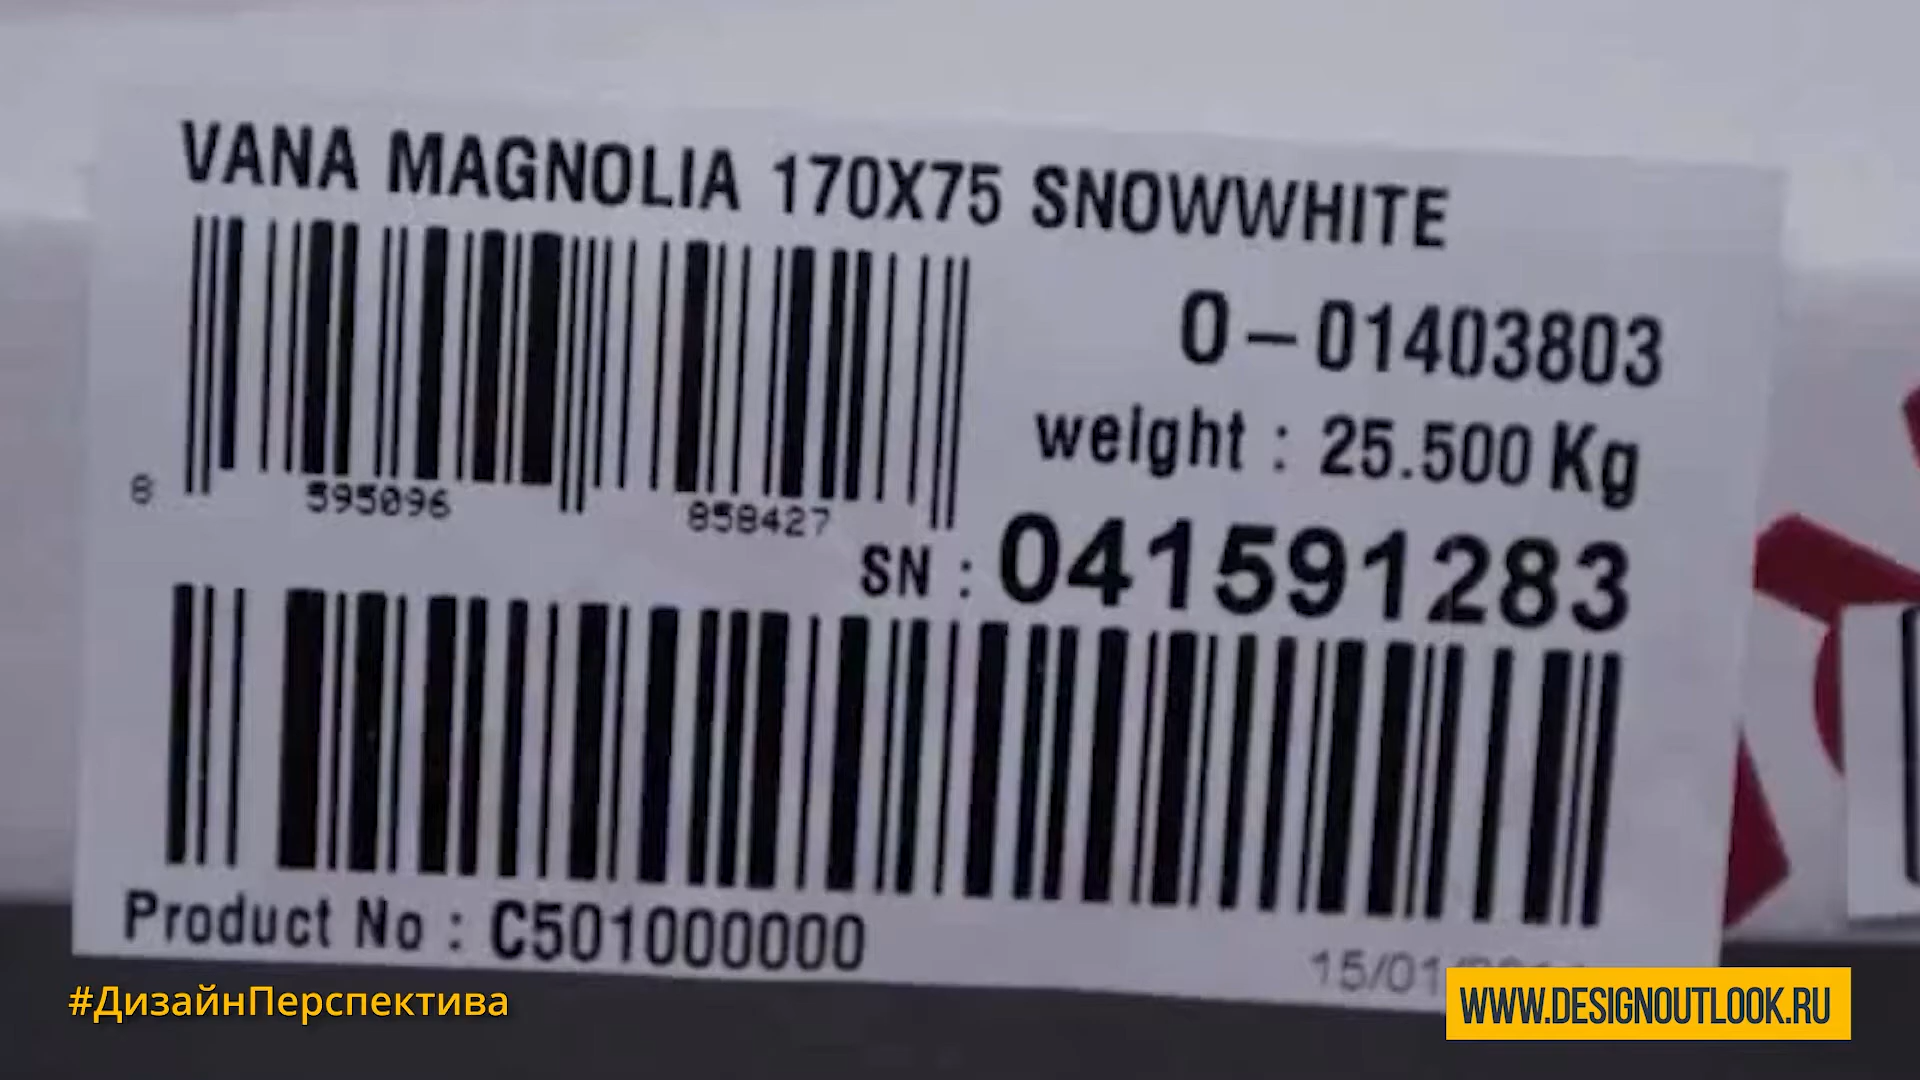 VANA MAGNOLIA 170X75 SNOWWHITE
O-01403803
weight : 25.500 Kg
8 595096 858427
SN : 041591283
Product No : C501000000
15/01
#ДизайнПерспектива
WWW.DESIGNOUTLOOK.RU